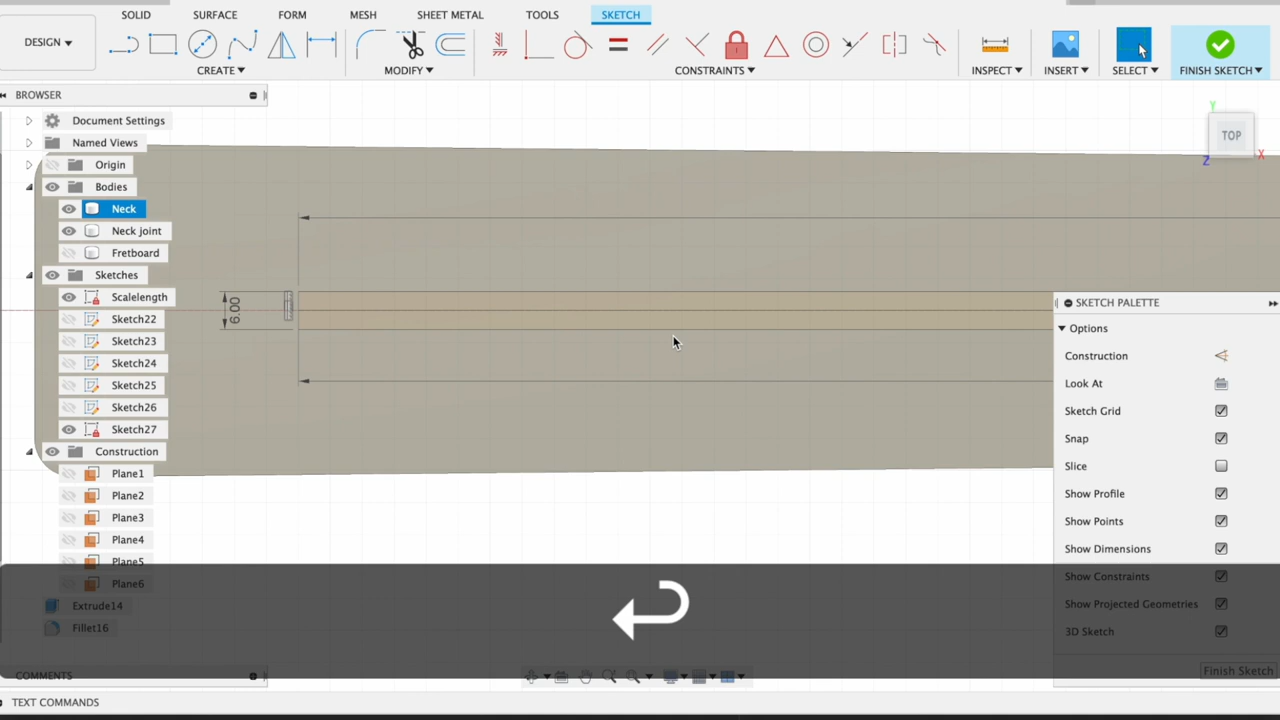 SOLID SURFACE FORM MESH SHEET METAL TOOLS SKETCH
DESIGN
CREATE MODIFY CONSTRAINTS INSPECT INSERT SELECT FINISH SKETCH
BROWSER
Document Settings
Named Views
Origin
Bodies
Neck
Neck joint
Fretboard
Sketches
Scalelength
Sketch22
Sketch23
Sketch24
Sketch25
Sketch26
Sketch27
Construction
Plane1
Plane2
Plane3
Plane4
Plane5
Plane6
Extrude14
Fillet16
COMMENTS
TEXT COMMANDS
6.00
Y
TOP
X
Z
SKETCH PALETTE
Options
Construction
Look At
Sketch Grid
Snap
Slice
Show Profile
Show Points
Show Dimensions
Show Constraints
Show Projected Geometries
3D Sketch
Finish Sketch